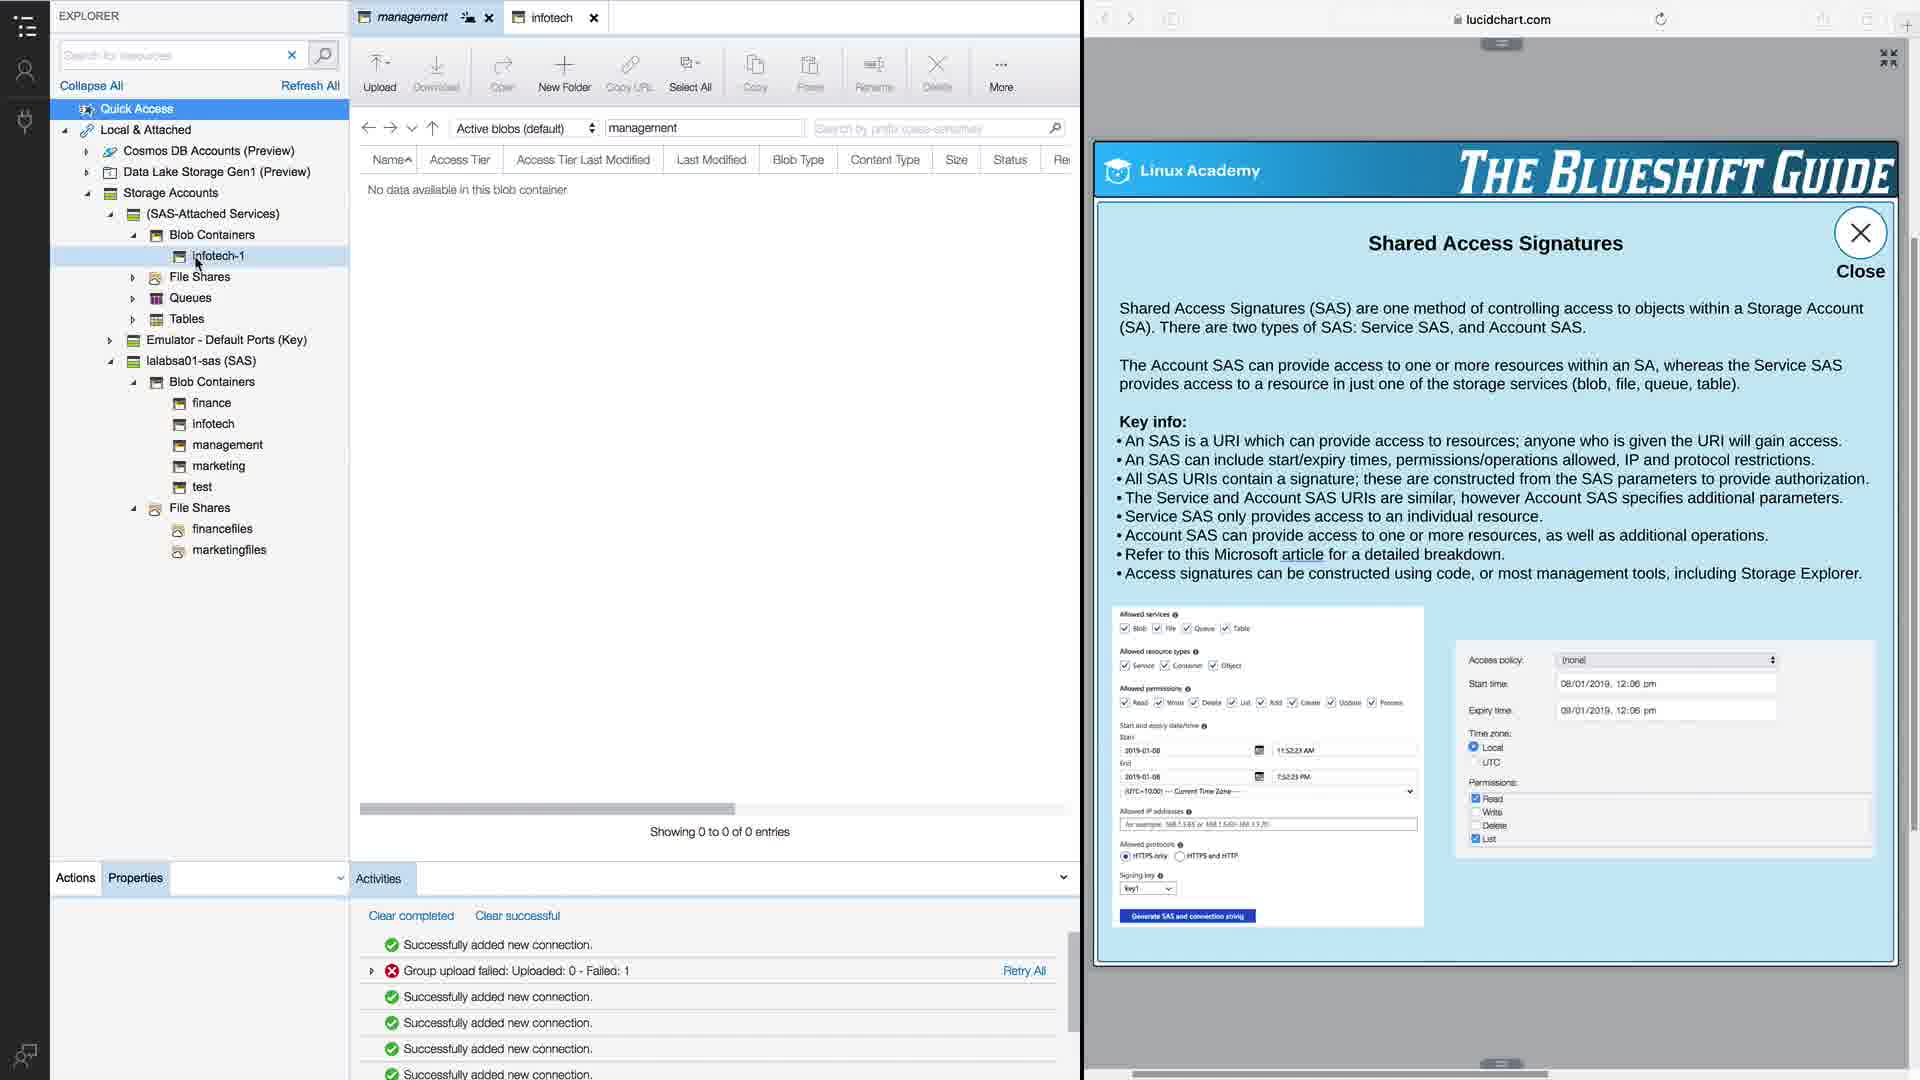 EXPLORER
Search for resources
Collapse All
Refresh All
Quick Access
Local & Attached
Cosmos DB Accounts (Preview)
Data Lake Storage Gen1 (Preview)
Storage Accounts
(SAS-Attached Services)
Blob Containers
infotech-1
File Shares
Queues
Tables
Emulator - Default Ports (Key)
lalabsa01-sas (SAS)
Blob Containers
finance
infotech
management
marketing
test
File Shares
financefiles
marketingfiles
Actions
Properties
management
infotech
Upload
Download
Open
New Folder
Copy URL
Select All
Copy
Paste
Rename
Delete
More
Active blobs (default)
management
Search by prefix (case-sensitive)
Name Access Tier Access Tier Last Modified Last Modified Blob Type Content Type Size Status Re
No data available in this blob container
Showing 0 to 0 of 0 entries
Activities
Clear completed
Clear successful
Successfully added new connection.
Group upload failed: Uploaded: 0 - Failed: 1
Retry All
Successfully added new connection.
Successfully added new connection.
Successfully added new connection.
Successfully added new connection.
lucidchart.com
Linux Academy
THE BLUESHIFT GUIDE
Shared Access Signatures
Close
Shared Access Signatures (SAS) are one method of controlling access to objects within a Storage Account
(SA). There are two types of SAS: Service SAS, and Account SAS.
The Account SAS can provide access to one or more resources within an SA, whereas the Service SAS
provides access to a resource in just one of the storage services (blob, file, queue, table).
Key info:
• An SAS is a URI which can provide access to resources; anyone who is given the URI will gain access.
• An SAS can include start/expiry times, permissions/operations allowed, IP and protocol restrictions.
• All SAS URIs contain a signature; these are constructed from the SAS parameters to provide authorization.
• The Service and Account SAS URIs are similar, however Account SAS specifies additional parameters.
• Service SAS only provides access to an individual resource.
• Account SAS can provide access to one or more resources, as well as additional operations.
• Refer to this Microsoft article for a detailed breakdown.
• Access signatures can be constructed using code, or most management tools, including Storage Explorer.
Allowed services
Blob File Queue Table
Allowed resource types
Service Container Object
Allowed permissions
Read Write Delete List Add Create Update Process
Start and expiry date/time
Start
2019-01-08 11:52:23 AM
End
2019-01-08 7:52:23 PM
(UTC+10:00) --- Current Time Zone ---
Allowed IP addresses
Allowed protocols
HTTPS only HTTPS and HTTP
Signing key
key1
Generate SAS and connection string
Access policy: (none)
Start time: 08/01/2019, 12:06 pm
Expiry time: 09/01/2019, 12:06 pm
Time zone:
Local
UTC
Permissions:
Read
Write
Delete
List